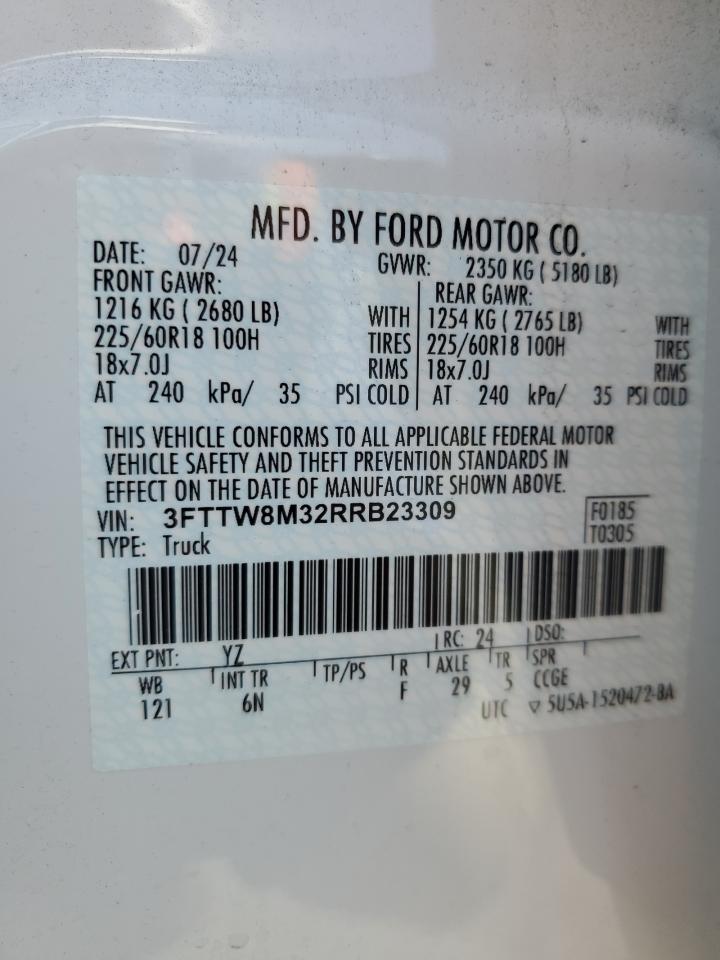 MFD. BY FORD MOTOR CO.
DATE: 07/24 GVWR: 2350 KG ( 5180 LB)
FRONT GAWR: REAR GAWR:
1216 KG ( 2680 LB) WITH 1254 KG ( 2765 LB) WITH
225/60R18 100H TIRES 225/60R18 100H TIRES
18x7.0J RIMS 18x7.0J RIMS
AT 240 kPa/ 35 PSI COLD AT 240 kPa/ 35 PSI COLD
THIS VEHICLE CONFORMS TO ALL APPLICABLE FEDERAL MOTOR
VEHICLE SAFETY AND THEFT PREVENTION STANDARDS IN
EFFECT ON THE DATE OF MANUFACTURE SHOWN ABOVE.
VIN: 3FTTW8M32RRB23309 F0185
TYPE: Truck T0305
EXT PNT: YZ RC: 24 DSO:
WB INT TR TP/PS R AXLE TR SPR
121 6N F 29 5 CCGE
UTC ▽ 5U5A-1520472-BA